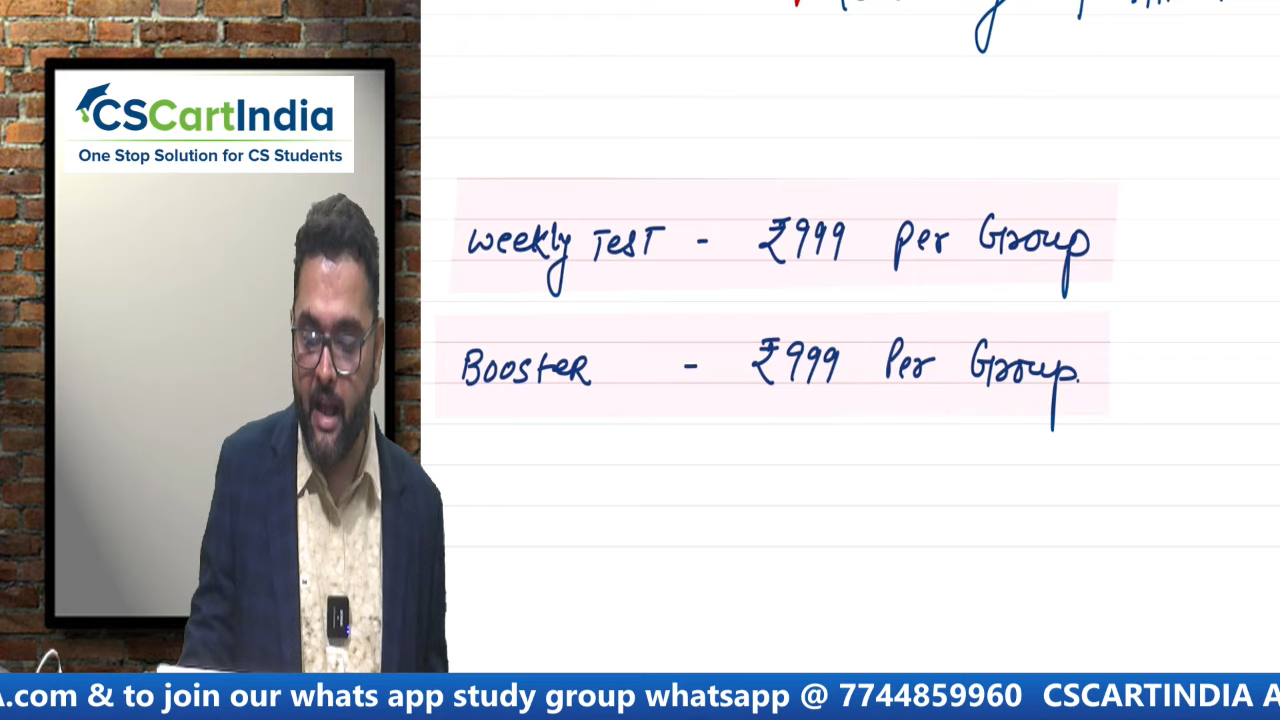 CSCartIndia
One Stop Solution for CS Students
Weekly Test - ₹999 Per Group
Booster - ₹999 Per Group.
A.com & to join our whats app study group whatsapp @ 7744859960 CSCARTINDIA A